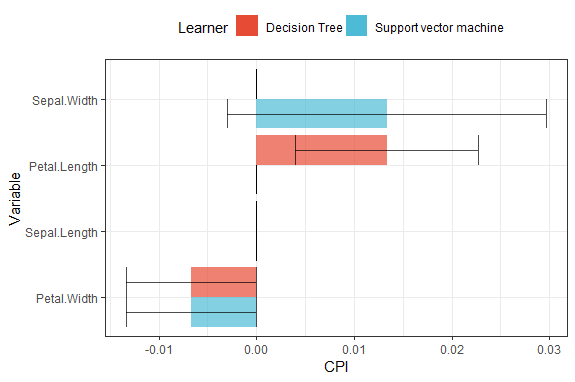 Learner Decision Tree Support vector machine
Sepal.Width
Petal.Length
Sepal.Length
Petal.Width
Variable
-0.01 0.00 0.01 0.02 0.03
CPI